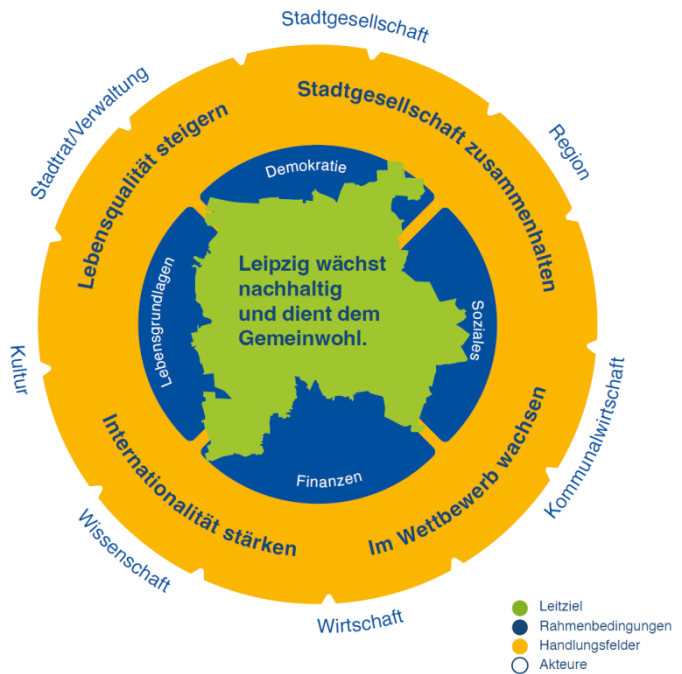 Stadtgesellschaft
Stadtrat/Verwaltung
Region
Lebensqualität steigern
Stadtgesellschaft zusammenhalten
Demokratie
Lebensgrundlagen
Leipzig wächst
nachhaltig
und dient dem
Gemeinwohl.
Soziales
Kultur
Kommunalwirtschaft
Finanzen
Internationalität stärken
Im Wettbewerb wachsen
Wissenschaft
Wirtschaft
Leitziel
Rahmenbedingungen
Handlungsfelder
Akteure